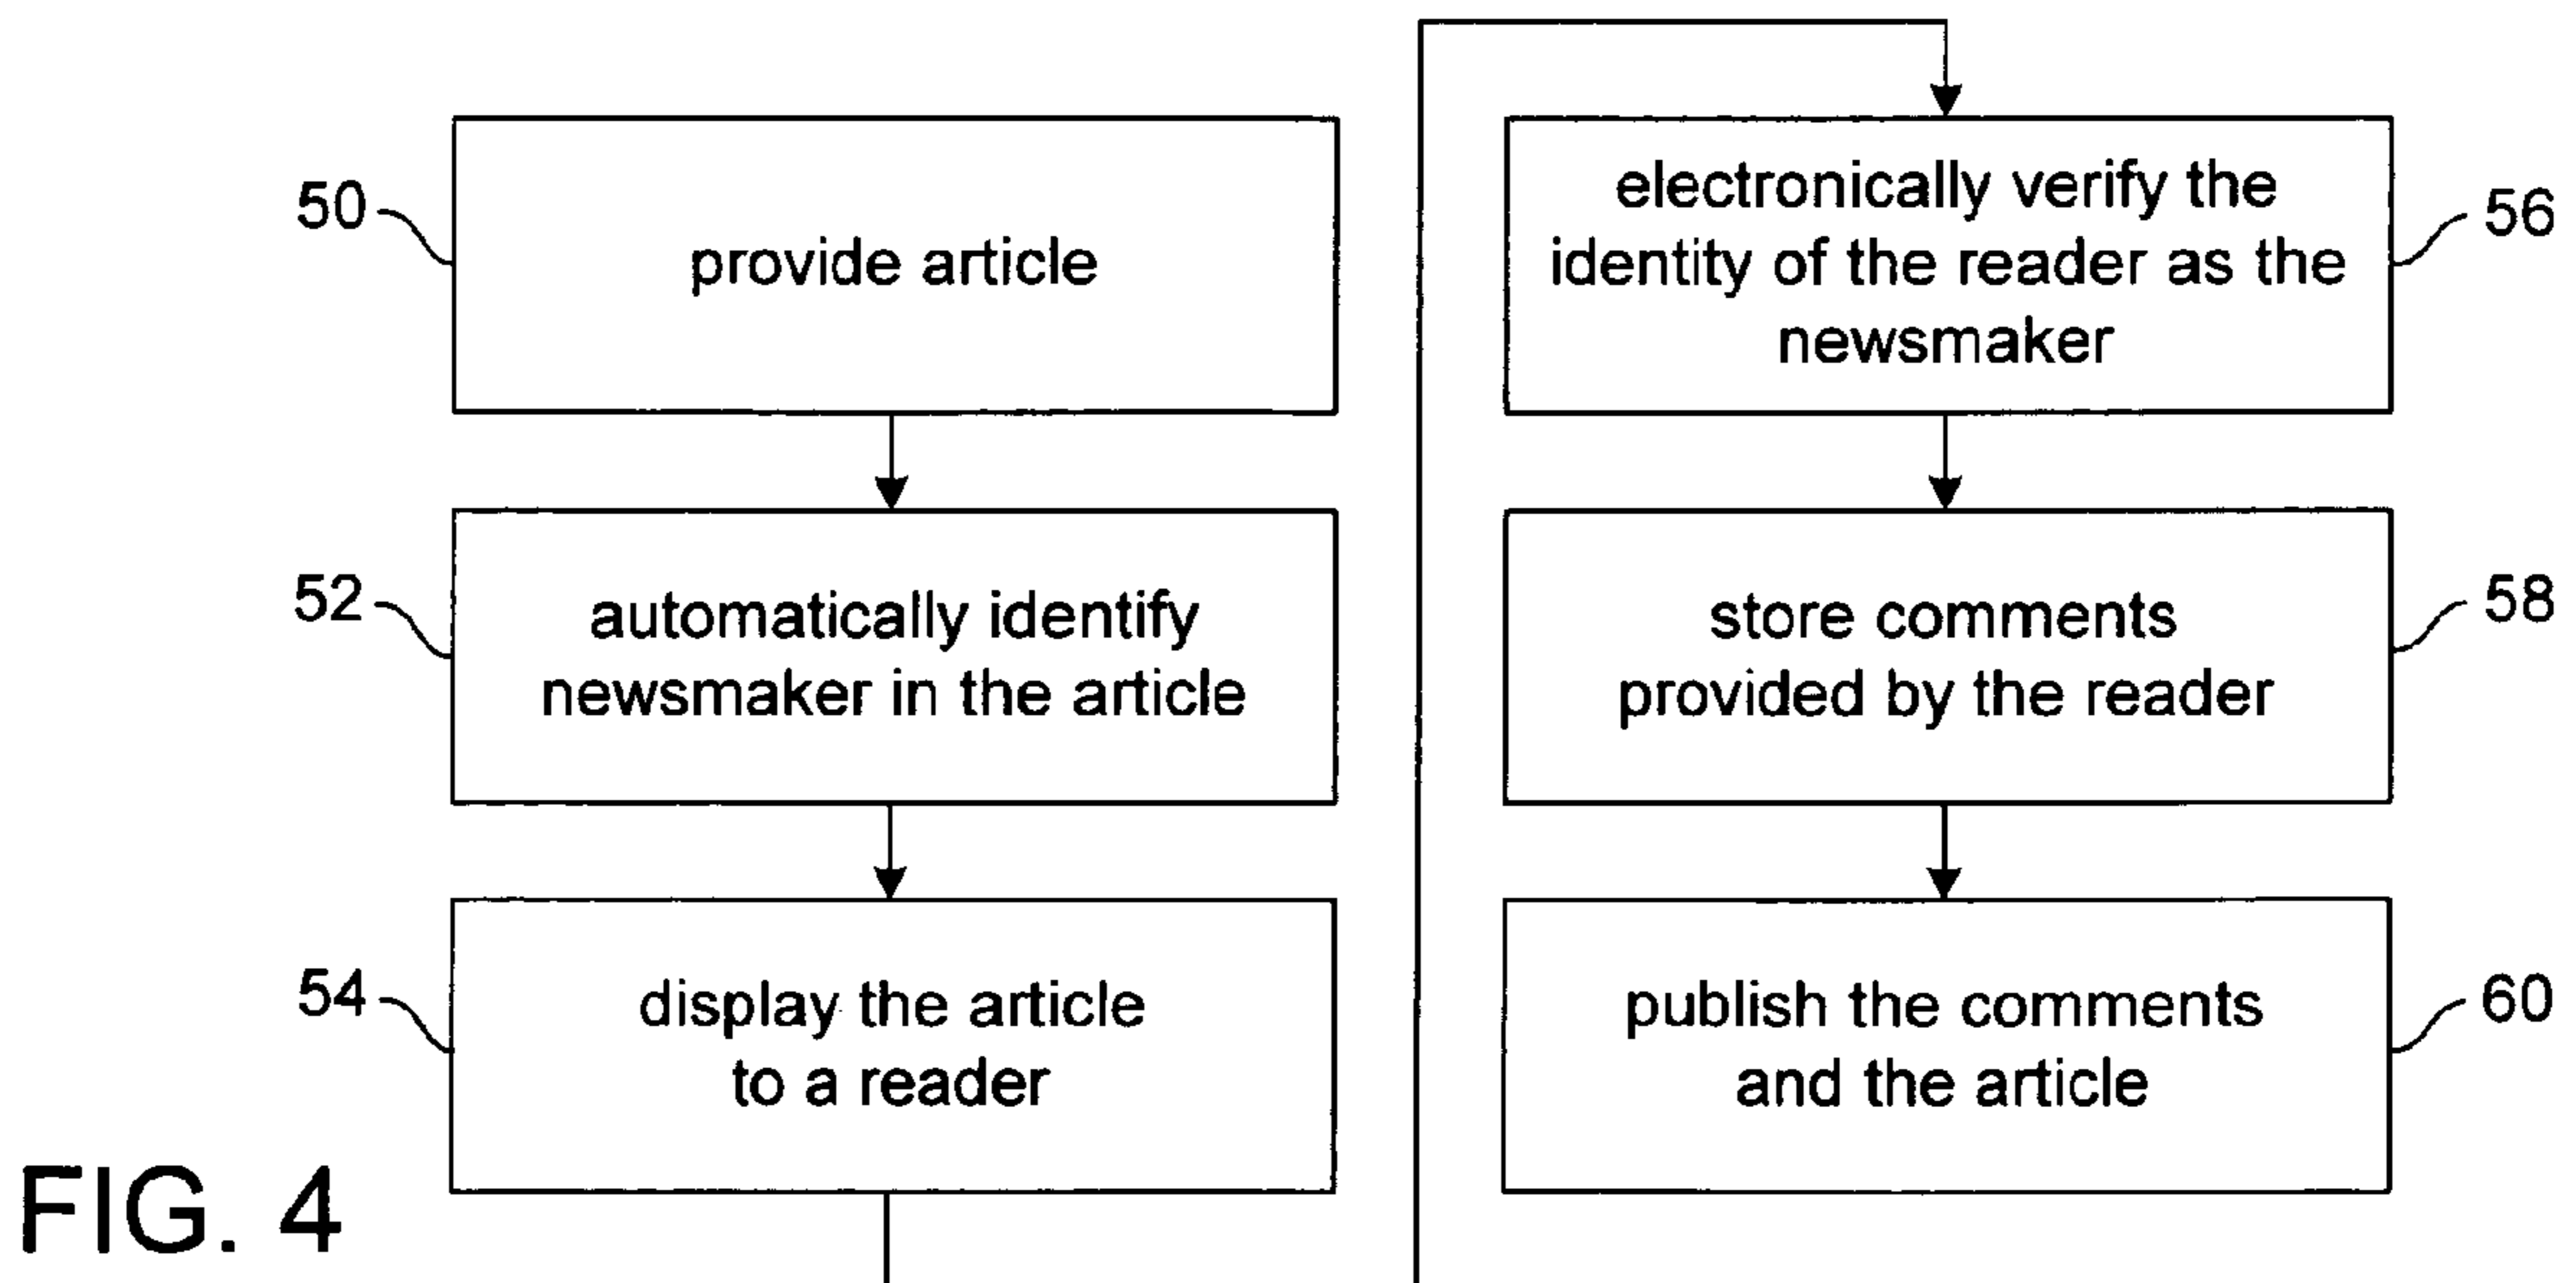 50
provide article
52
automatically identify
newsmaker in the article
54
display the article
to a reader
56
electronically verify the
identity of the reader as the
newsmaker
58
store comments
provided by the reader
60
publish the comments
and the article
FIG. 4